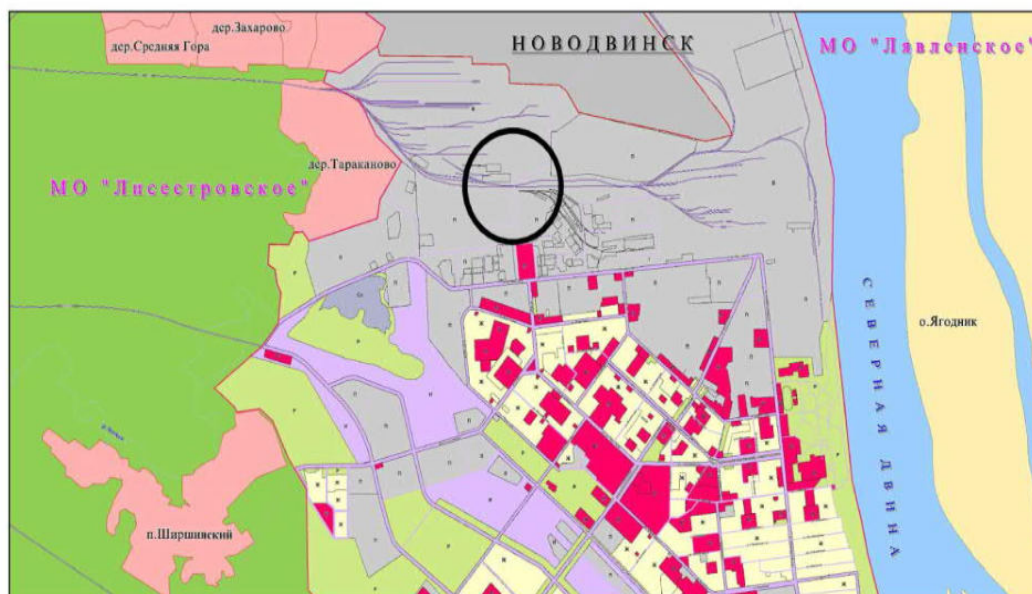 дер.Захарово
дер.Средняя Гора
НОВОДВИНСК
МО "Лявленское"
дер.Тараканово
МО "Лисестровское"
о.Ягодник
СЕВЕРНАЯ ДВИНА
п.Ширшинский